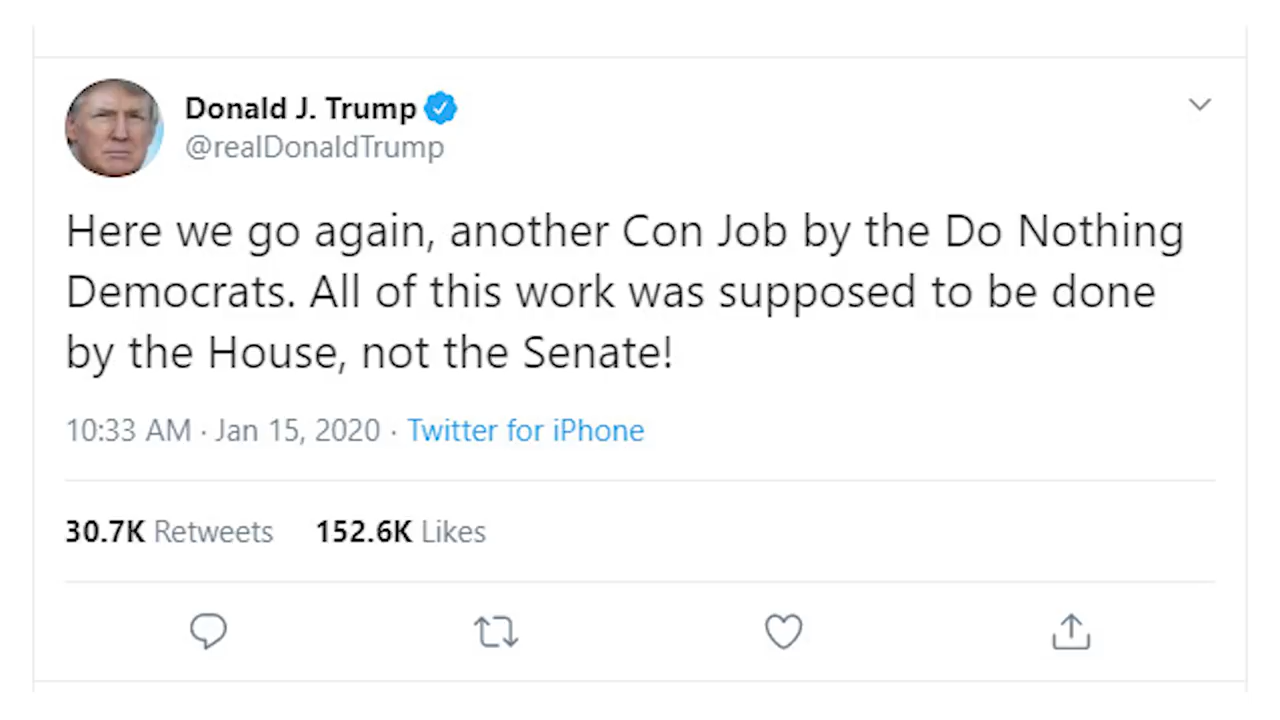 Donald J. Trump
@realDonaldTrump
Here we go again, another Con Job by the Do Nothing
Democrats. All of this work was supposed to be done
by the House, not the Senate!
10:33 AM · Jan 15, 2020 · Twitter for iPhone
30.7K Retweets 152.6K Likes